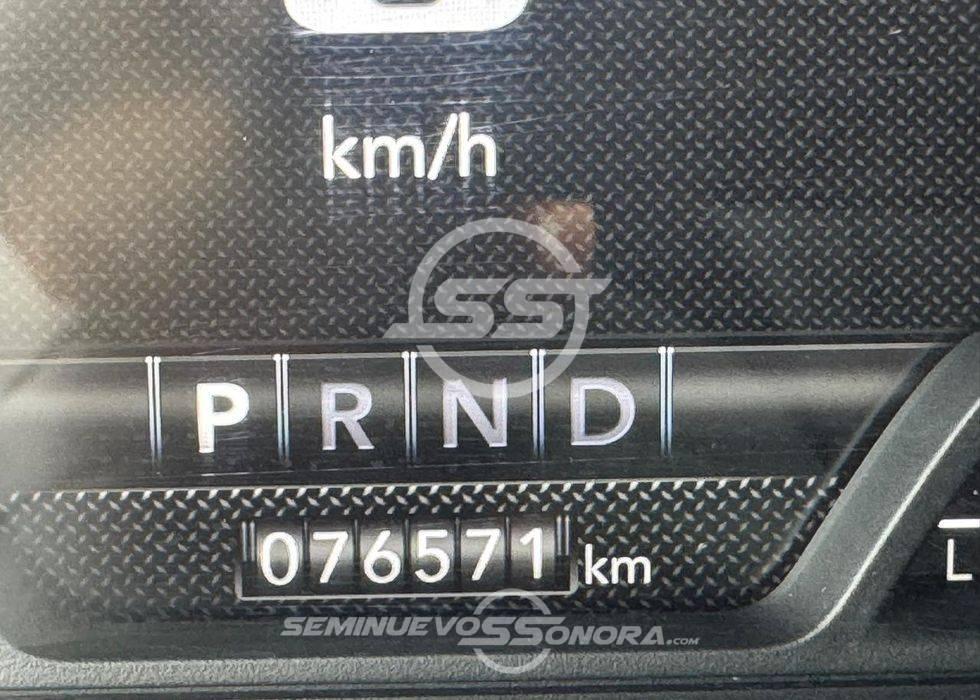 km/h
SS
P R N D
076571 km
L
SEMINUEVOSSONORA.COM